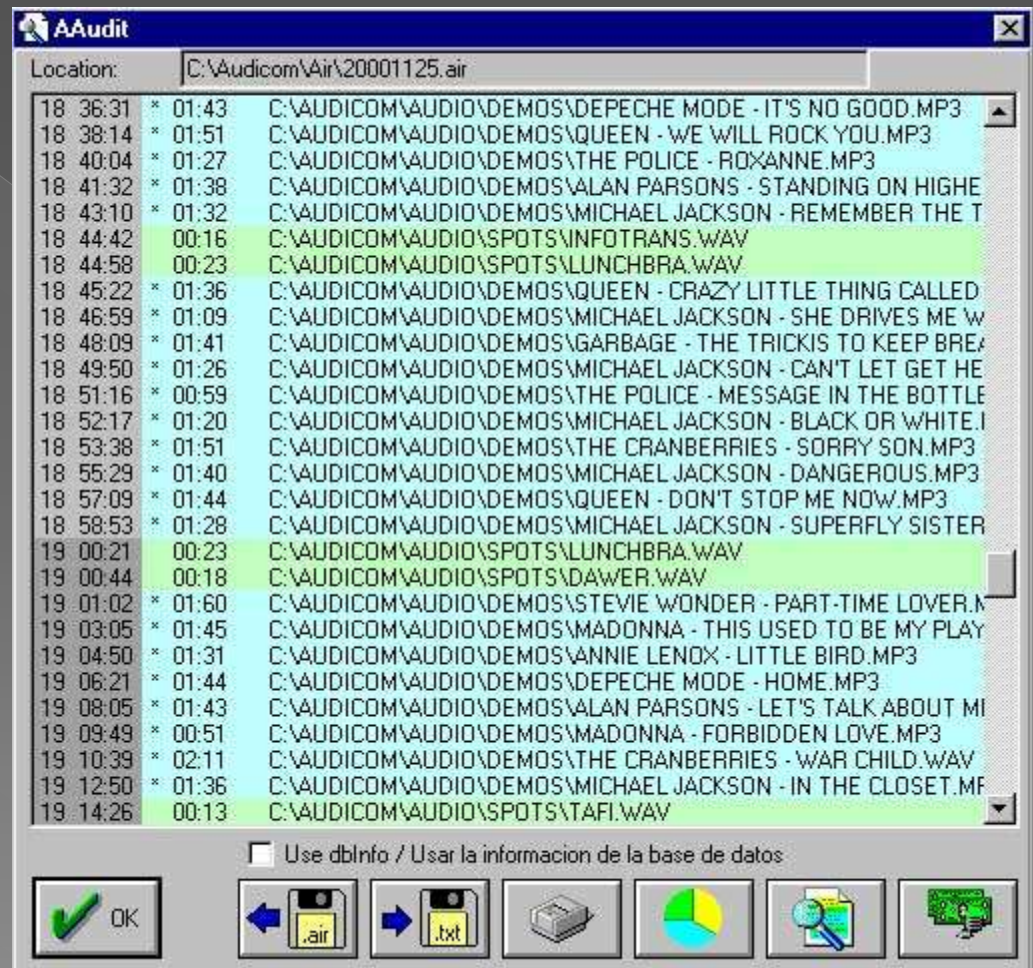 AAudit
Location: C:\Audicom\Air\20001125.air
18 36:31 * 01:43 C:\AUDICOM\AUDIO\DEMOS\DEPECHE MODE - IT'S NO GOOD.MP3
18 38:14 * 01:51 C:\AUDICOM\AUDIO\DEMOS\QUEEN - WE WILL ROCK YOU.MP3
18 40:04 * 01:27 C:\AUDICOM\AUDIO\DEMOS\THE POLICE - ROXANNE.MP3
18 41:32 * 01:38 C:\AUDICOM\AUDIO\DEMOS\ALAN PARSONS - STANDING ON HIGHE
18 43:10 * 01:32 C:\AUDICOM\AUDIO\DEMOS\MICHAEL JACKSON - REMEMBER THE T
18 44:42 00:16 C:\AUDICOM\AUDIO\SPOTS\INFOTRANS.WAV
18 44:58 00:23 C:\AUDICOM\AUDIO\SPOTS\LUNCHBRA.WAV
18 45:22 * 01:36 C:\AUDICOM\AUDIO\DEMOS\QUEEN - CRAZY LITTLE THING CALLED
18 46:59 * 01:09 C:\AUDICOM\AUDIO\DEMOS\MICHAEL JACKSON - SHE DRIVES ME W
18 48:09 * 01:41 C:\AUDICOM\AUDIO\DEMOS\GARBAGE - THE TRICKIS TO KEEP BREA
18 49:50 * 01:26 C:\AUDICOM\AUDIO\DEMOS\MICHAEL JACKSON - CAN'T LET GET HE
18 51:16 * 00:59 C:\AUDICOM\AUDIO\DEMOS\THE POLICE - MESSAGE IN THE BOTTLE
18 52:17 * 01:20 C:\AUDICOM\AUDIO\DEMOS\MICHAEL JACKSON - BLACK OR WHITE.
18 53:38 * 01:51 C:\AUDICOM\AUDIO\DEMOS\THE CRANBERRIES - SORRY SON.MP3
18 55:29 * 01:40 C:\AUDICOM\AUDIO\DEMOS\MICHAEL JACKSON - DANGEROUS.MP3
18 57:09 * 01:44 C:\AUDICOM\AUDIO\DEMOS\QUEEN - DON'T STOP ME NOW.MP3
18 58:53 * 01:28 C:\AUDICOM\AUDIO\DEMOS\MICHAEL JACKSON - SUPERFLY SISTER
19 00:21 00:23 C:\AUDICOM\AUDIO\SPOTS\LUNCHBRA.WAV
19 00:44 00:18 C:\AUDICOM\AUDIO\SPOTS\DAWER.WAV
19 01:02 * 01:60 C:\AUDICOM\AUDIO\DEMOS\STEVIE WONDER - PART-TIME LOVER.M
19 03:05 * 01:45 C:\AUDICOM\AUDIO\DEMOS\MADONNA - THIS USED TO BE MY PLAY
19 04:50 * 01:31 C:\AUDICOM\AUDIO\DEMOS\ANNIE LENOX - LITTLE BIRD.MP3
19 06:21 * 01:44 C:\AUDICOM\AUDIO\DEMOS\DEPECHE MODE - HOME.MP3
19 08:05 * 01:43 C:\AUDICOM\AUDIO\DEMOS\ALAN PARSONS - LET'S TALK ABOUT M
19 09:49 * 00:51 C:\AUDICOM\AUDIO\DEMOS\MADONNA - FORBIDDEN LOVE.MP3
19 10:39 * 02:11 C:\AUDICOM\AUDIO\DEMOS\THE CRANBERRIES - WAR CHILD.WAV
19 12:50 * 01:36 C:\AUDICOM\AUDIO\DEMOS\MICHAEL JACKSON - IN THE CLOSET.MP
19 14:26 00:13 C:\AUDICOM\AUDIO\SPOTS\TAFI.WAV
Use dbInfo / Usar la informacion de la base de datos
OK .air .txt